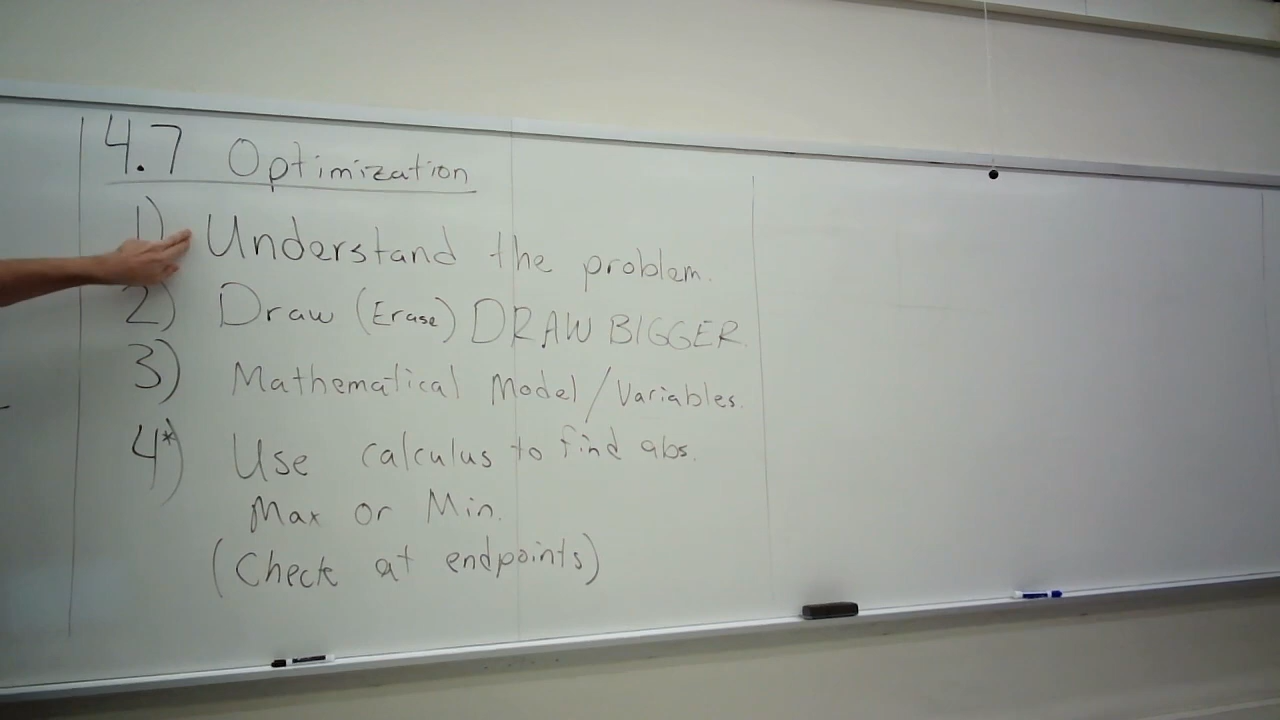 4.7 Optimization
1) Understand the problem.
2) Draw (Erase) DRAW BIGGER.
3) Mathematical Model/Variables.
4*) Use calculus to find abs.
Max or Min.
(Check at endpoints)